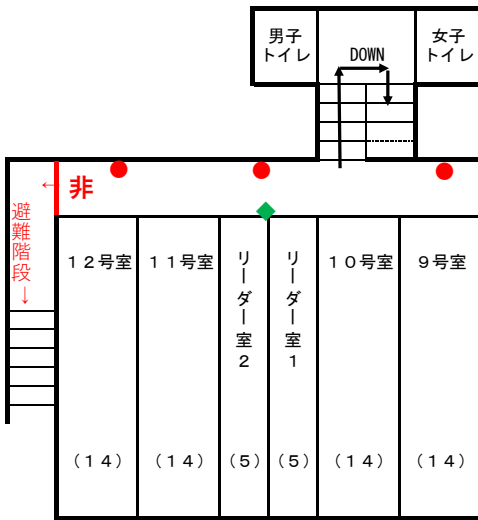 男子
トイレ
DOWN
女子
トイレ
← 非
避難階段↓
１２号室
１１号室
リーダー室２
リーダー室１
１０号室
９号室
（１４）
（１４）
（５）
（５）
（１４）
（１４）